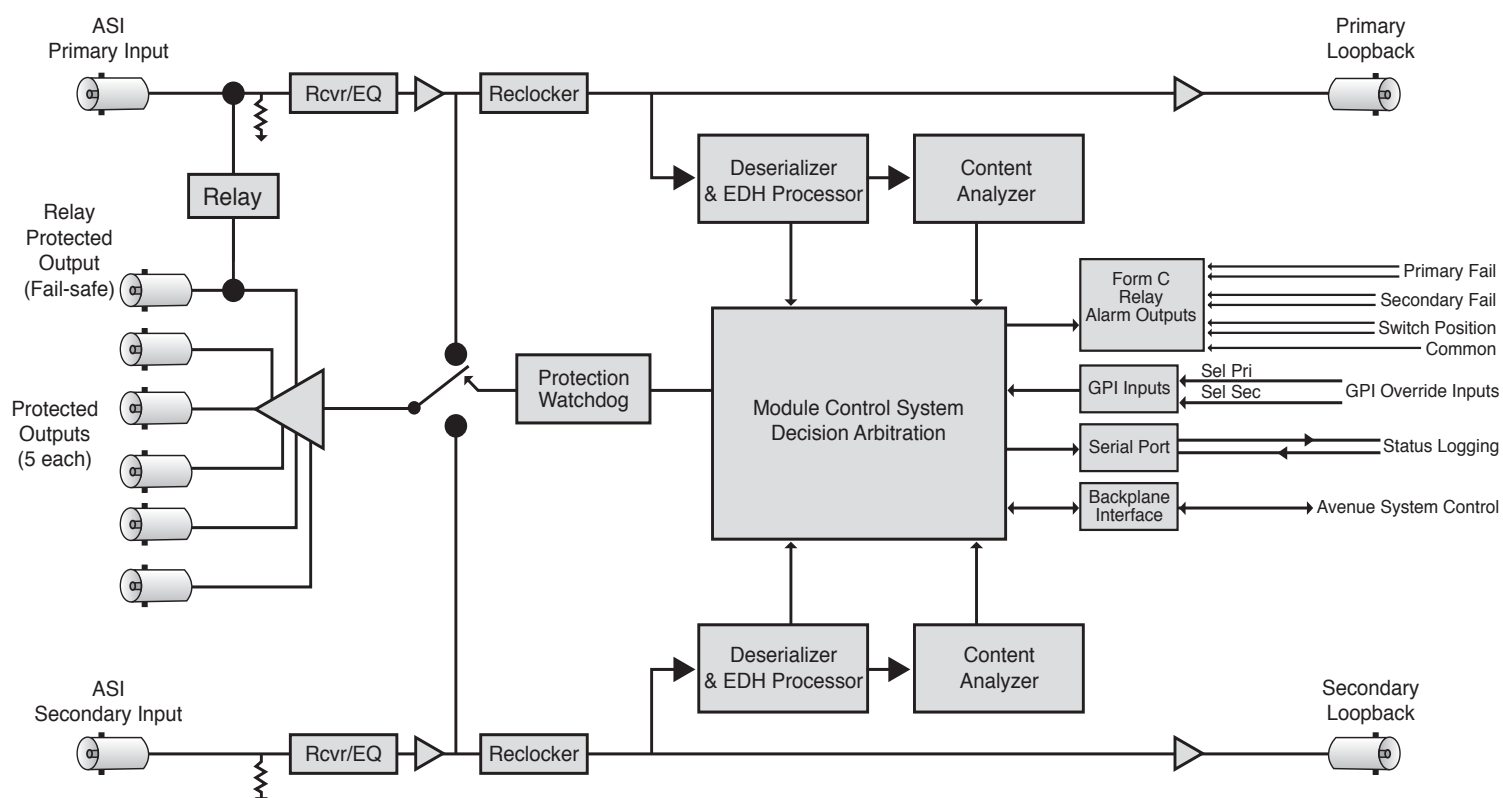 ASI
Primary Input
Primary
Loopback
Rcvr/EQ
Reclocker
Deserializer
& EDH Processor
Content
Analyzer
Relay
Relay
Protected
Output
(Fail-safe)
Form C
Relay
Alarm Outputs
Primary Fail
Secondary Fail
Switch Position
Common
Protection
Watchdog
Module Control System
Decision Arbitration
GPI Inputs
Sel Pri
Sel Sec
GPI Override Inputs
Protected
Outputs
(5 each)
Serial Port
Status Logging
Backplane
Interface
Avenue System Control
Deserializer
& EDH Processor
Content
Analyzer
ASI
Secondary Input
Secondary
Loopback
Rcvr/EQ
Reclocker